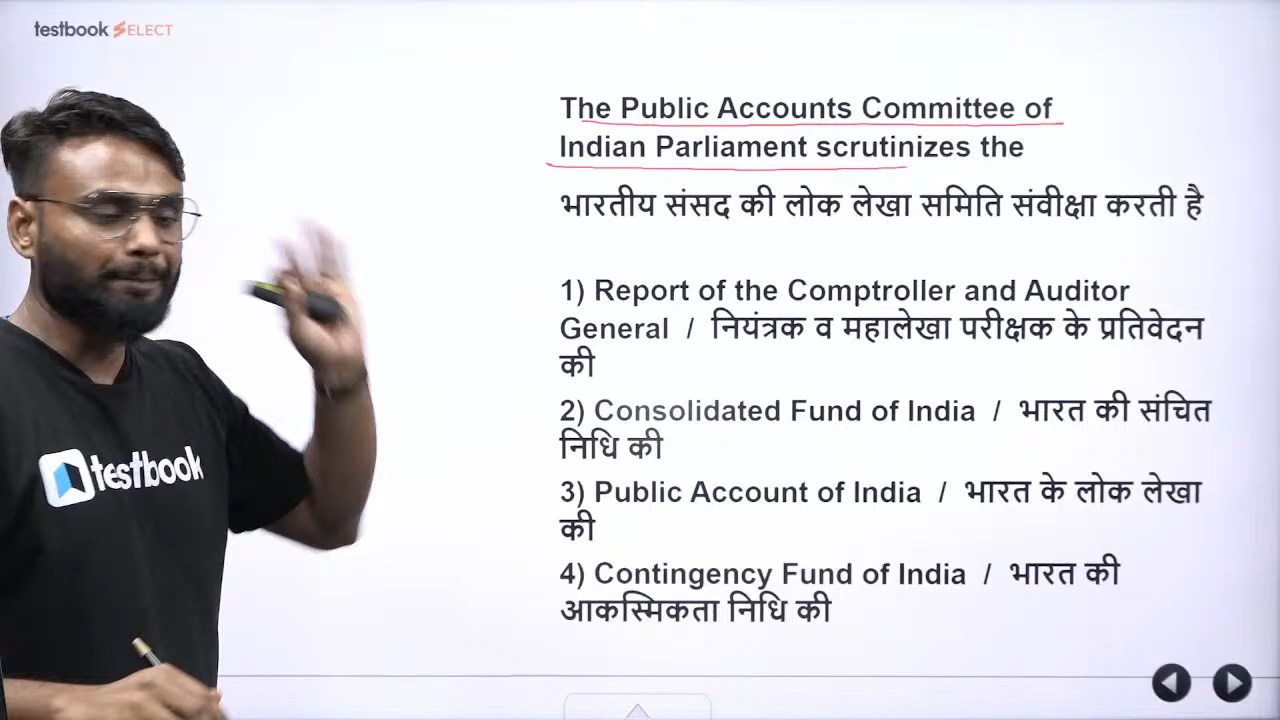 testbook SELECT
The Public Accounts Committee of
Indian Parliament scrutinizes the
भारतीय संसद की लोक लेखा समिति संवीक्षा करती है
1) Report of the Comptroller and Auditor
General / नियंत्रक व महालेखा परीक्षक के प्रतिवेदन
की
2) Consolidated Fund of India / भारत की संचित
निधि की
3) Public Account of India / भारत के लोक लेखा
की
4) Contingency Fund of India / भारत की
आकस्मिकता निधि की
testbook